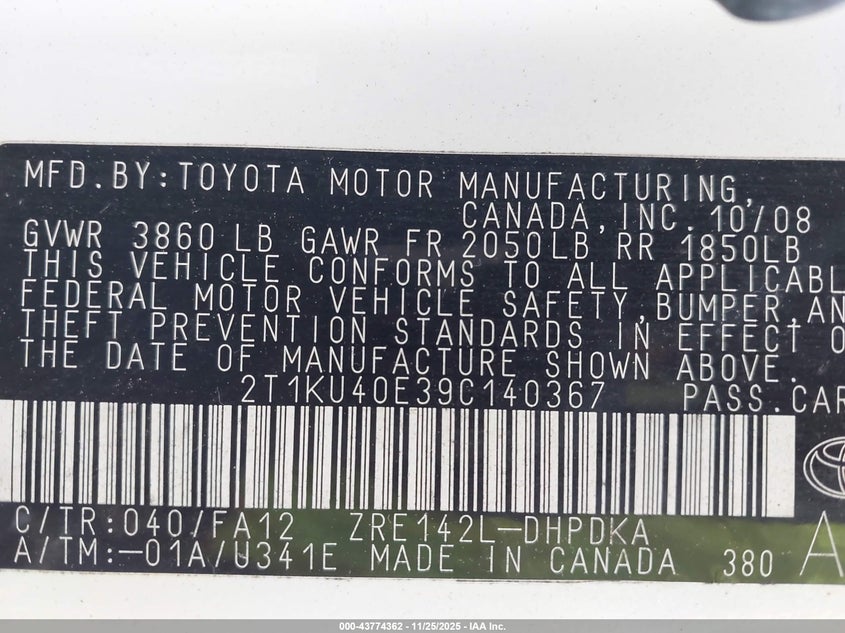 MFD.BY:TOYOTA MOTOR MANUFACTURING,
CANADA,INC. 10/08
GVWR 3860 LB GAWR FR 2050LB RR 1850LB
THIS VEHICLE CONFORMS TO ALL APPLICABL
FEDERAL MOTOR VEHICLE SAFETY,BUMPER,AN
THEFT PREVENTION STANDARDS IN EFFECT O
THE DATE OF MANUFACTURE SHOWN ABOVE.
2T1KU40E39C140367 PASS.CAR
C/TR:040/FA12 ZRE142L-DHPDKA
A/TM:-01A/U341E MADE IN CANADA 380 A
000-43774362 - 11/25/2025 - IAA Inc.